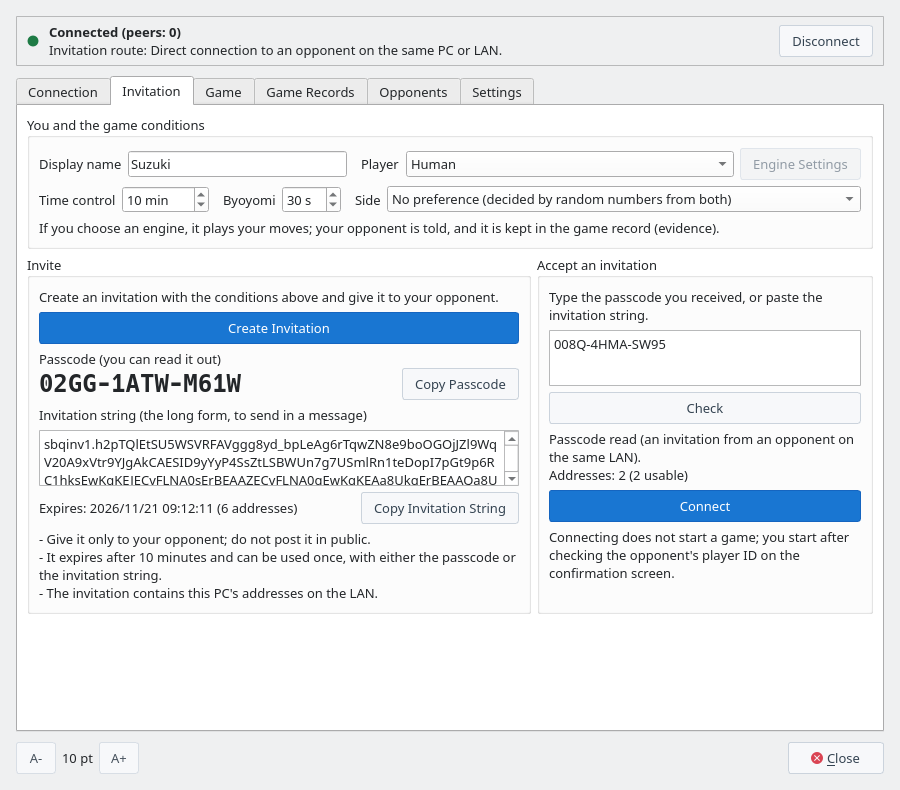 Connected (peers: 0)
Invitation route: Direct connection to an opponent on the same PC or LAN.
Disconnect
Connection
Invitation
Game
Game Records
Opponents
Settings
You and the game conditions
Display name
Suzuki
Player
Human
Engine Settings
Time control
10 min
Byoyomi
30 s
Side
No preference (decided by random numbers from both)
If you choose an engine, it plays your moves; your opponent is told, and it is kept in the game record (evidence).
Invite
Create an invitation with the conditions above and give it to your opponent.
Create Invitation
Passcode (you can read it out)
02GG-1ATW-M61W
Copy Passcode
Invitation string (the long form, to send in a message)
sbqinv1.h2pTQlEtSU5WSVRFAVggg8yd_bpLeAg6rTqwZN8e9boOGOjJZl9Wq
V20A9xVtr9YJgAkCAESID9yYyP4SsZtLSBWUn7g7USmlRn1teDopI7pGt9p6R
Expires: 2026/11/21 09:12:11 (6 addresses)
Copy Invitation String
- Give it only to your opponent; do not post it in public.
- It expires after 10 minutes and can be used once, with either the passcode or
the invitation string.
- The invitation contains this PC's addresses on the LAN.
Accept an invitation
Type the passcode you received, or paste the
invitation string.
008Q-4HMA-SW95
Check
Passcode read (an invitation from an opponent on
the same LAN).
Addresses: 2 (2 usable)
Connect
Connecting does not start a game; you start after
checking the opponent's player ID on the
confirmation screen.
A-
10 pt
A+
Close